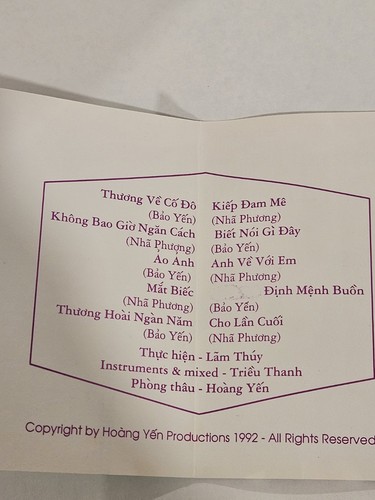 Thương Về Cố Đô
(Bảo Yến)
Không Bao Giờ Ngăn Cách
(Nhã Phượng)
Ảo Ảnh
(Bảo Yến)
Mắt Biếc
(Nhã Phương)
Thương Hoài Ngàn Năm
(Bảo Yến)
Kiếp Đam Mê
(Nhã Phương)
Biết Nói Gì Đây
(Bảo Yến)
Anh Về Với Em
(Nhã Phương)
Định Mệnh Buồn
(Bảo Yến)
Cho Lần Cuối
(Nhã Phương)
Thực hiện - Lãm Thúy
Instruments & mixed - Triều Thanh
Phòng thâu - Hoàng Yến
Copyright by Hoàng Yến Productions 1992 - All Rights Reserved